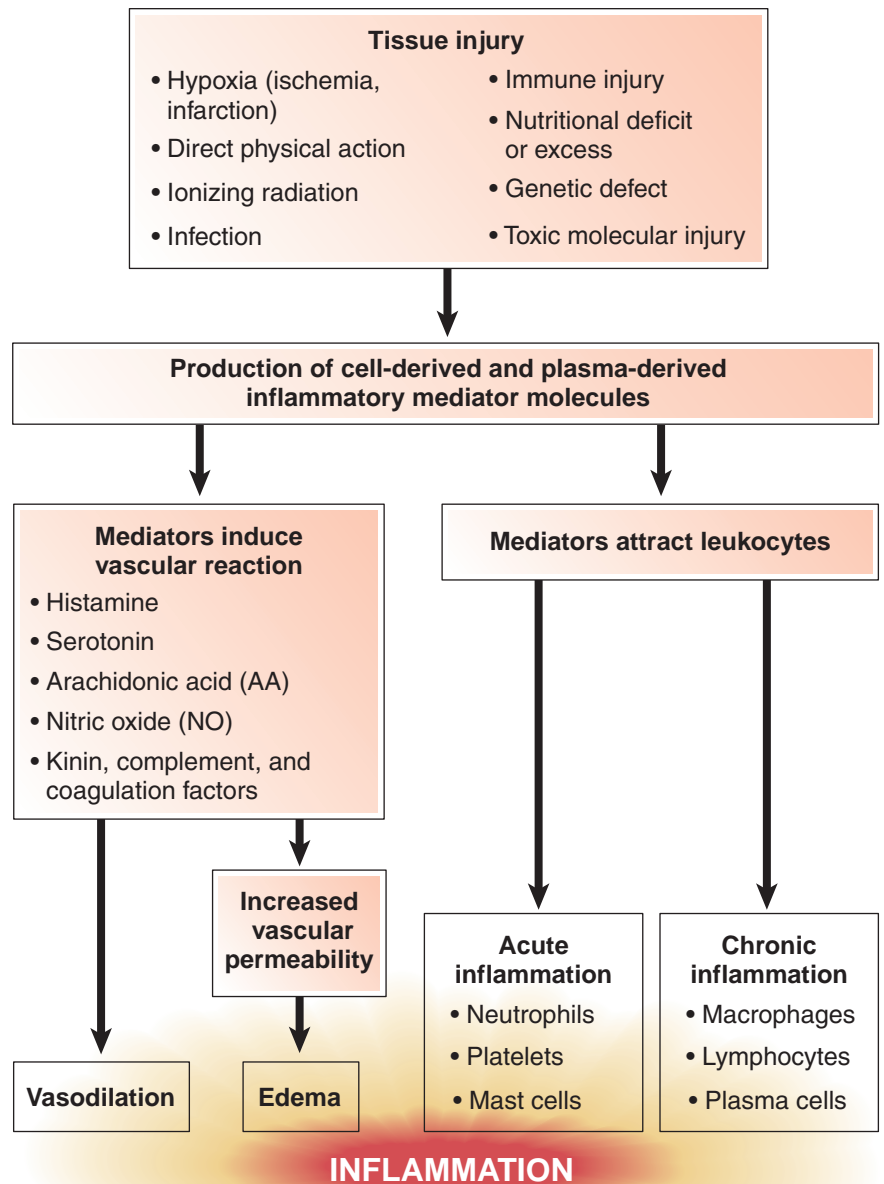 Tissue injury
• Hypoxia (ischemia,
infarction)
• Direct physical action
• Ionizing radiation
• Infection
• Immune injury
• Nutritional deficit
or excess
• Genetic defect
• Toxic molecular injury
Production of cell-derived and plasma-derived
inflammatory mediator molecules
Mediators induce
vascular reaction
• Histamine
• Serotonin
• Arachidonic acid (AA)
• Nitric oxide (NO)
• Kinin, complement, and
coagulation factors
Mediators attract leukocytes
Increased
vascular
permeability
Vasodilation
Edema
Acute
inflammation
• Neutrophils
• Platelets
• Mast cells
Chronic
inflammation
• Macrophages
• Lymphocytes
• Plasma cells
INFLAMMATION